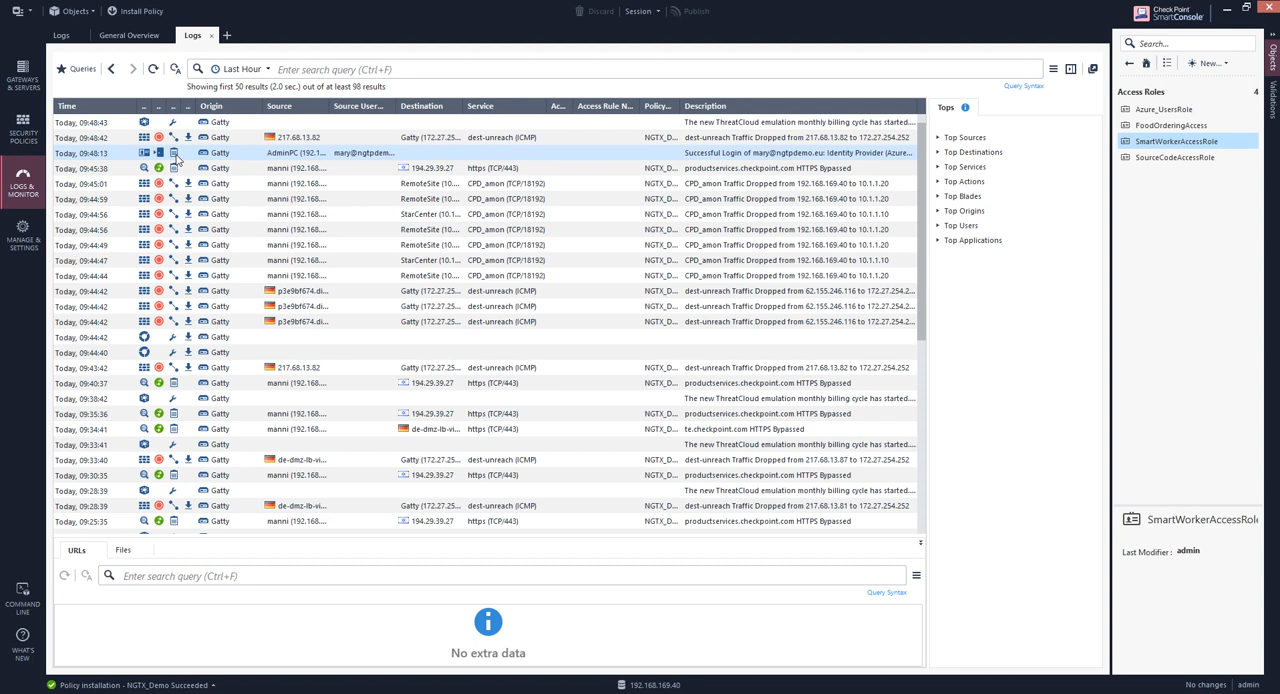 Objects Install Policy Discard Session Publish Check Point SmartConsole
Logs General Overview Logs
Queries Last Hour Enter search query (Ctrl+F)
Showing first 50 results (2.0 sec.) out of at least 98 results Query Syntax
Time .. .. .. .. Origin Source Source User... Destination Service Ac... Access Rule N... Policy... Description
Today, 09:48:43 Gatty The new ThreatCloud emulation monthly billing cycle has started....
Today, 09:48:42 Gatty 217.68.13.82 Gatty (172.27.25... dest-unreach (ICMP) NGTX_D... dest-unreach Traffic Dropped from 217.68.13.82 to 172.27.254.252
Today, 09:48:13 Gatty AdminPC (192.1... mary@ngtpdem... Successful Login of mary@ngtpdemo.eu: Identity Provider (Azure...
Today, 09:45:38 Gatty manni (192.168.... 194.29.39.27 https (TCP/443) NGTX_D... productservices.checkpoint.com HTTPS Bypassed
Today, 09:45:01 Gatty manni (192.168.... RemoteSite (10.... CPD_amon (TCP/18192) NGTX_D... CPD_amon Traffic Dropped from 192.168.169.40 to 10.1.1.20
Today, 09:44:59 Gatty manni (192.168.... RemoteSite (10.... CPD_amon (TCP/18192) NGTX_D... CPD_amon Traffic Dropped from 192.168.169.40 to 10.1.1.20
Today, 09:44:56 Gatty manni (192.168.... StarCenter (10.1... CPD_amon (TCP/18192) NGTX_D... CPD_amon Traffic Dropped from 192.168.169.40 to 10.1.1.10
Today, 09:44:56 Gatty manni (192.168.... RemoteSite (10.... CPD_amon (TCP/18192) NGTX_D... CPD_amon Traffic Dropped from 192.168.169.40 to 10.1.1.20
Today, 09:44:49 Gatty manni (192.168.... RemoteSite (10.... CPD_amon (TCP/18192) NGTX_D... CPD_amon Traffic Dropped from 192.168.169.40 to 10.1.1.20
Today, 09:44:47 Gatty manni (192.168.... StarCenter (10.1... CPD_amon (TCP/18192) NGTX_D... CPD_amon Traffic Dropped from 192.168.169.40 to 10.1.1.10
Today, 09:44:44 Gatty manni (192.168.... RemoteSite (10.... CPD_amon (TCP/18192) NGTX_D... CPD_amon Traffic Dropped from 192.168.169.40 to 10.1.1.20
Today, 09:44:42 Gatty p3e9bf674.di... Gatty (172.27.25... dest-unreach (ICMP) NGTX_D... dest-unreach Traffic Dropped from 62.155.246.116 to 172.27.254.2...
Today, 09:44:42 Gatty p3e9bf674.di... Gatty (172.27.25... dest-unreach (ICMP) NGTX_D... dest-unreach Traffic Dropped from 62.155.246.116 to 172.27.254.2...
Today, 09:44:42 Gatty p3e9bf674.di... Gatty (172.27.25... dest-unreach (ICMP) NGTX_D... dest-unreach Traffic Dropped from 62.155.246.116 to 172.27.254.2...
Today, 09:44:42 Gatty
Today, 09:44:40 Gatty
Today, 09:43:42 Gatty 217.68.13.82 Gatty (172.27.25... dest-unreach (ICMP) NGTX_D... dest-unreach Traffic Dropped from 217.68.13.82 to 172.27.254.252
Today, 09:40:37 Gatty manni (192.168.... 194.29.39.27 https (TCP/443) NGTX_D... productservices.checkpoint.com HTTPS Bypassed
Today, 09:38:42 Gatty The new ThreatCloud emulation monthly billing cycle has started....
Today, 09:35:36 Gatty manni (192.168.... 194.29.39.27 https (TCP/443) NGTX_D... productservices.checkpoint.com HTTPS Bypassed
Today, 09:34:41 Gatty manni (192.168.... de-dmz-lb-vi... https (TCP/443) NGTX_D... te.checkpoint.com HTTPS Bypassed
Today, 09:33:41 Gatty The new ThreatCloud emulation monthly billing cycle has started....
Today, 09:33:40 Gatty de-dmz-lb-vi... Gatty (172.27.25... dest-unreach (ICMP) NGTX_D... dest-unreach Traffic Dropped from 217.68.13.87 to 172.27.254.252
Today, 09:30:35 Gatty manni (192.168.... 194.29.39.27 https (TCP/443) NGTX_D... productservices.checkpoint.com HTTPS Bypassed
Today, 09:28:39 Gatty The new ThreatCloud emulation monthly billing cycle has started....
Today, 09:28:39 Gatty de-dmz-lb-vi... Gatty (172.27.25... dest-unreach (ICMP) NGTX_D... dest-unreach Traffic Dropped from 217.68.13.81 to 172.27.254.252
Today, 09:25:35 Gatty manni (192.168.... 194.29.39.27 https (TCP/443) NGTX_D... productservices.checkpoint.com HTTPS Bypassed
URLs Files
Enter search query (Ctrl+F)
Query Syntax
No extra data
Tops
Top Sources
Top Destinations
Top Services
Top Actions
Top Blades
Top Origins
Top Users
Top Applications
Search...
New...
Access Roles 4
Azure_UsersRole
FoodOrderingAccess
SmartWorkerAccessRole
SourceCodeAccessRole
SmartWorkerAccessRole
Last Modifier : admin
Objects
Validations
GATEWAYS
& SERVERS
SECURITY
POLICIES
LOGS &
MONITOR
MANAGE &
SETTINGS
COMMAND
LINE
WHAT'S
NEW
Policy installation - NGTX_Demo Succeeded 192.168.169.40 No changes admin